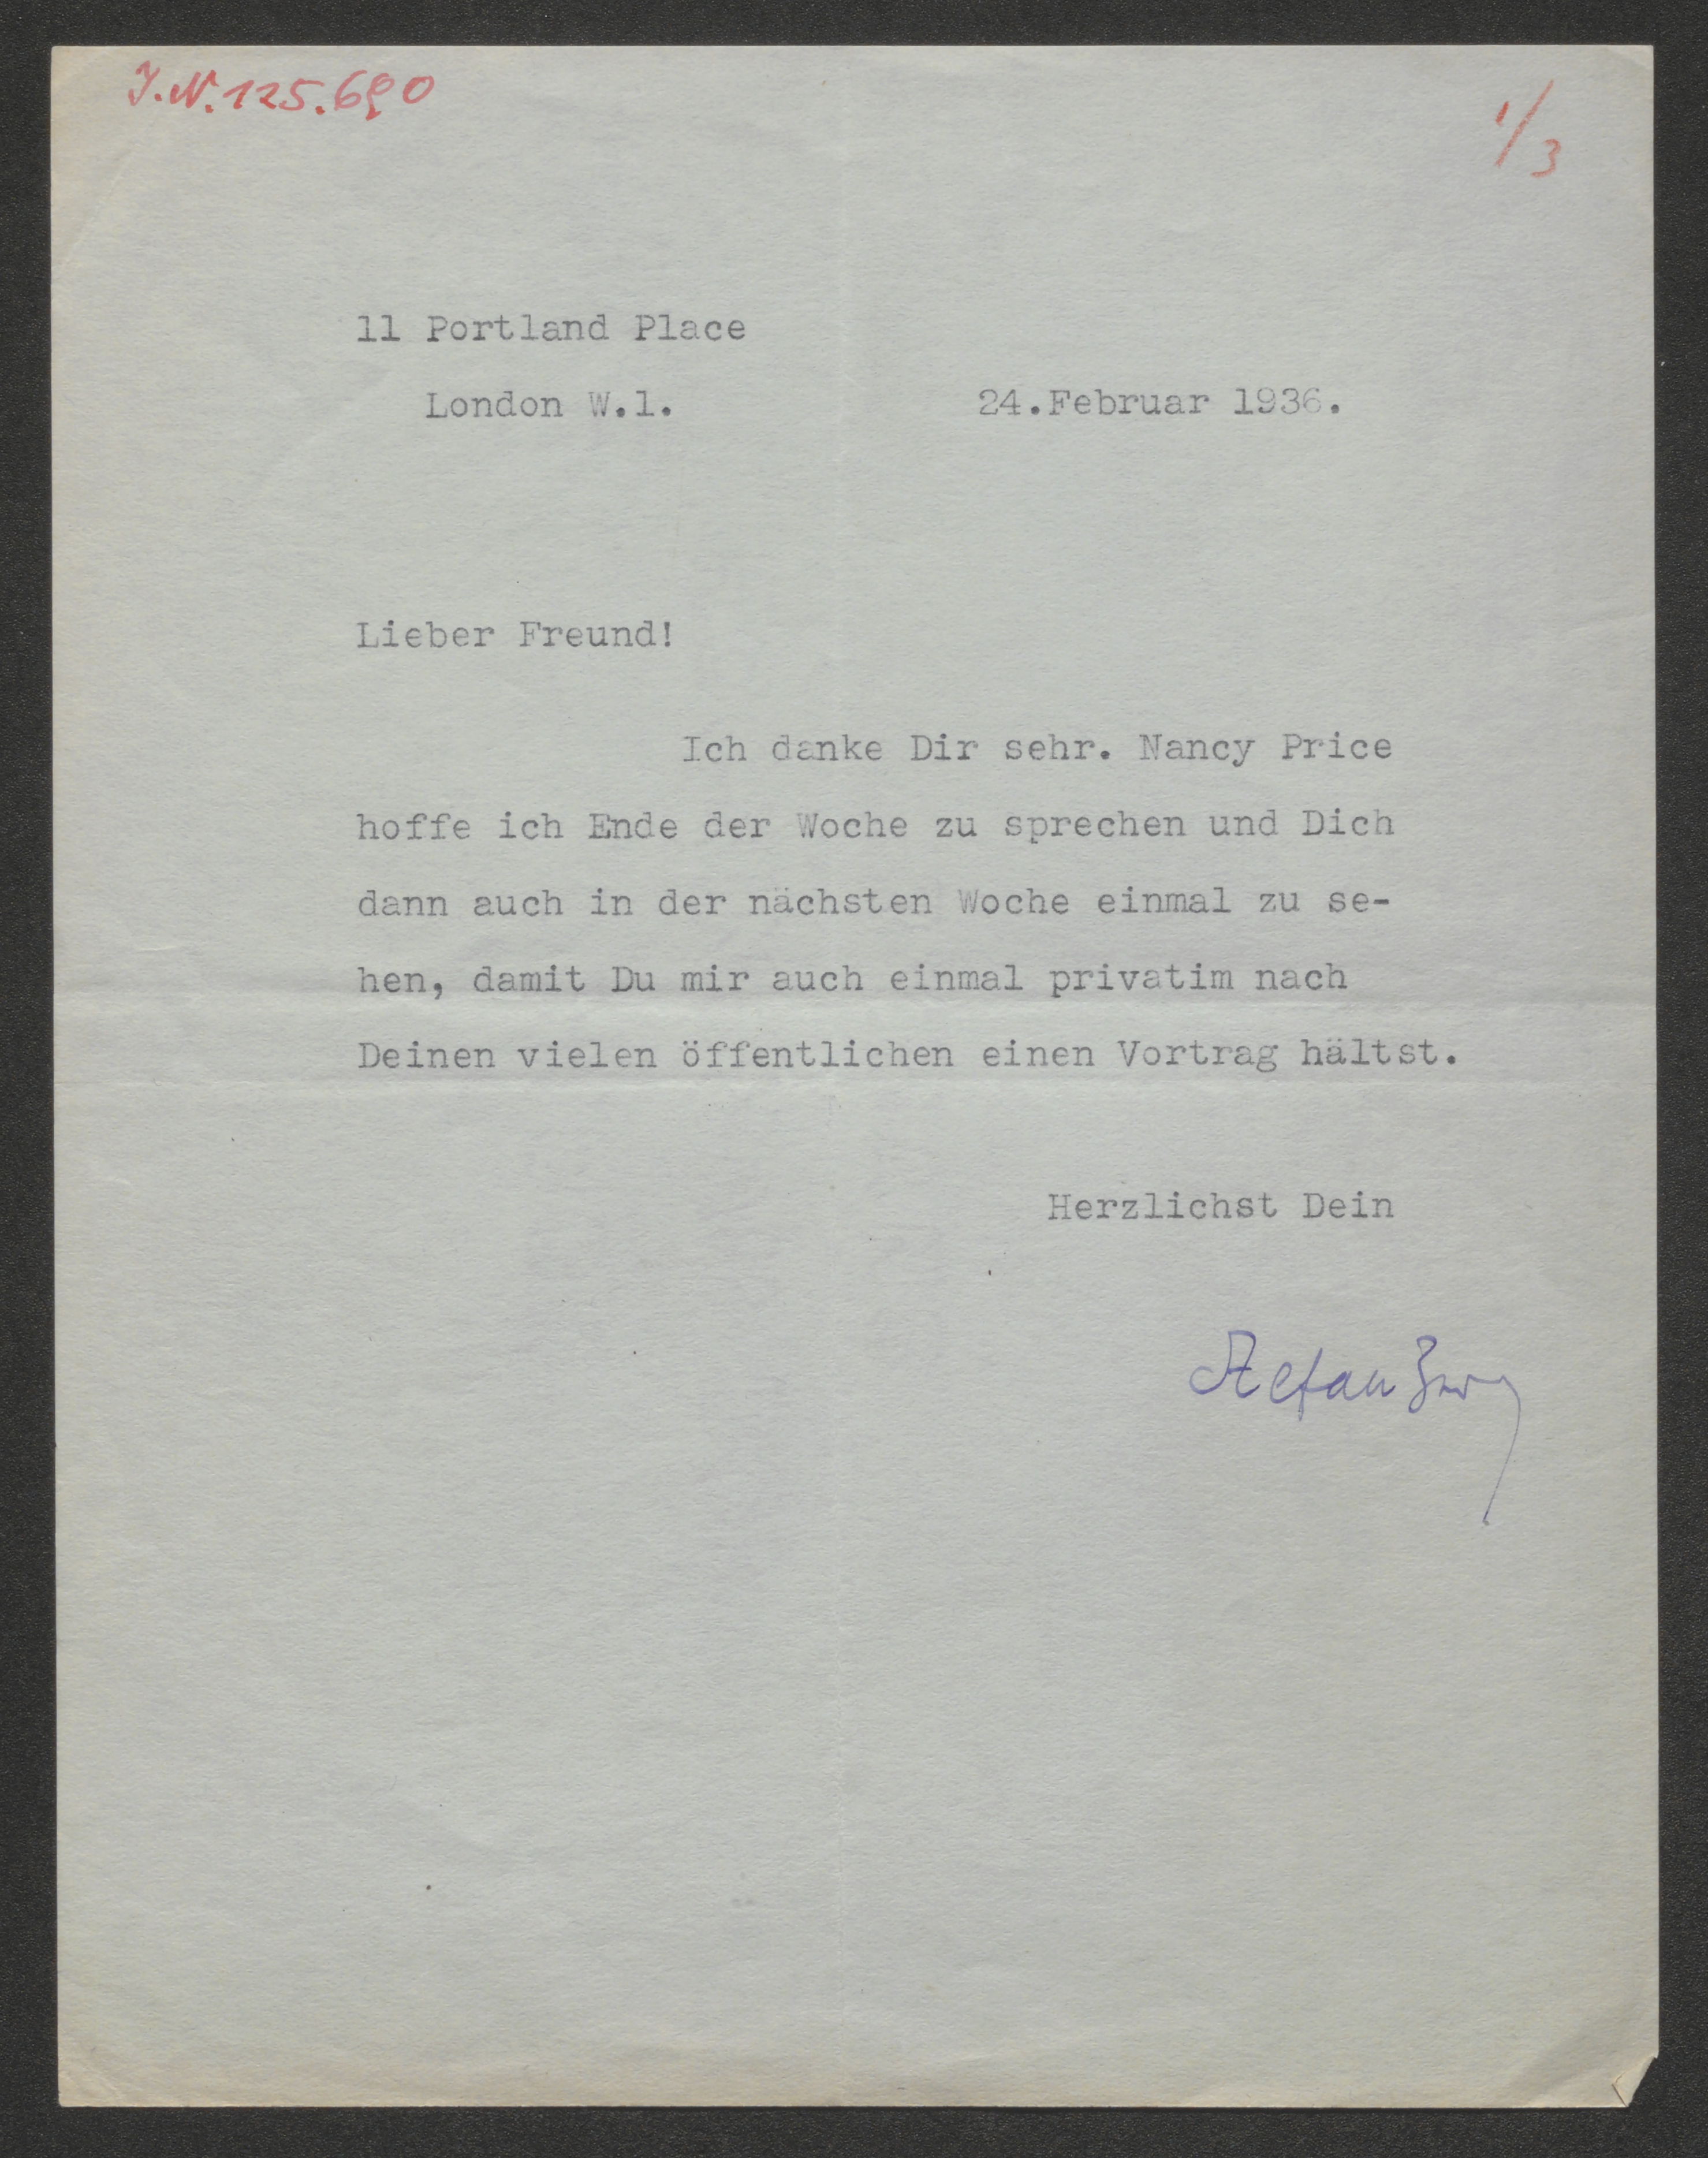 J.N. 125.690
1/3
11 Portland Place
London W.1.
24.Februar 1936.
Lieber Freund!
Ich danke Dir sehr. Nancy Price
hoffe ich Ende der Woche zu sprechen und Dich
dann auch in der nächsten Woche einmal zu se-
hen, damit Du mir auch einmal privatim nach
Deinen vielen öffentlichen einen Vortrag hältst.
Herzlichst Dein
Stefan Zweig